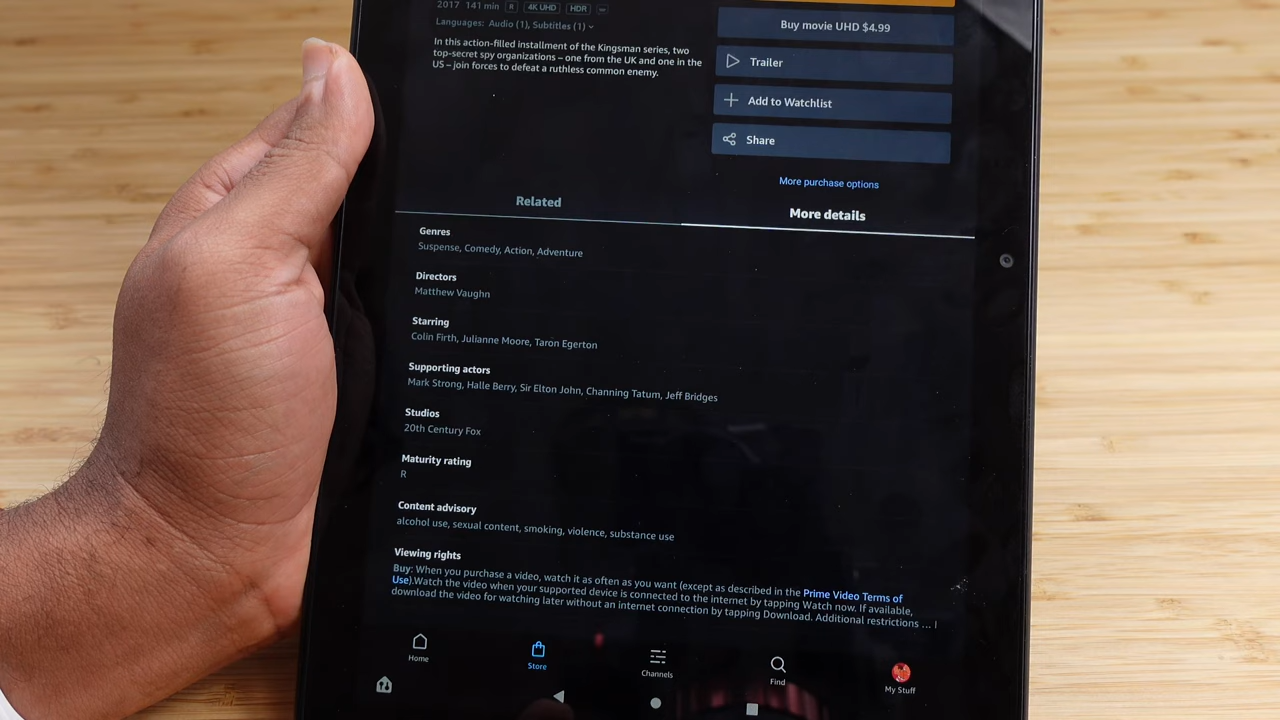 2017 141 min R 4K UHD HDR
Languages: Audio (1), Subtitles (1)
In this action-filled installment of the Kingsman series, two
top-secret spy organizations – one from the UK and one in the
US – join forces to defeat a ruthless common enemy.
Buy movie UHD $4.99
Trailer
Add to Watchlist
Share
More purchase options
Related
More details
Genres
Suspense, Comedy, Action, Adventure
Directors
Matthew Vaughn
Starring
Colin Firth, Julianne Moore, Taron Egerton
Supporting actors
Mark Strong, Halle Berry, Sir Elton John, Channing Tatum, Jeff Bridges
Studios
20th Century Fox
Maturity rating
R
Content advisory
alcohol use, sexual content, smoking, violence, substance use
Viewing rights
Buy: When you purchase a video, watch it as often as you want (except as described in the Prime Video Terms of
Use).Watch the video when your supported device is connected to the internet by tapping Watch now. If available,
download the video for watching later without an internet connection by tapping Download. Additional restrictions ...
Home
Store
Channels
Find
My Stuff